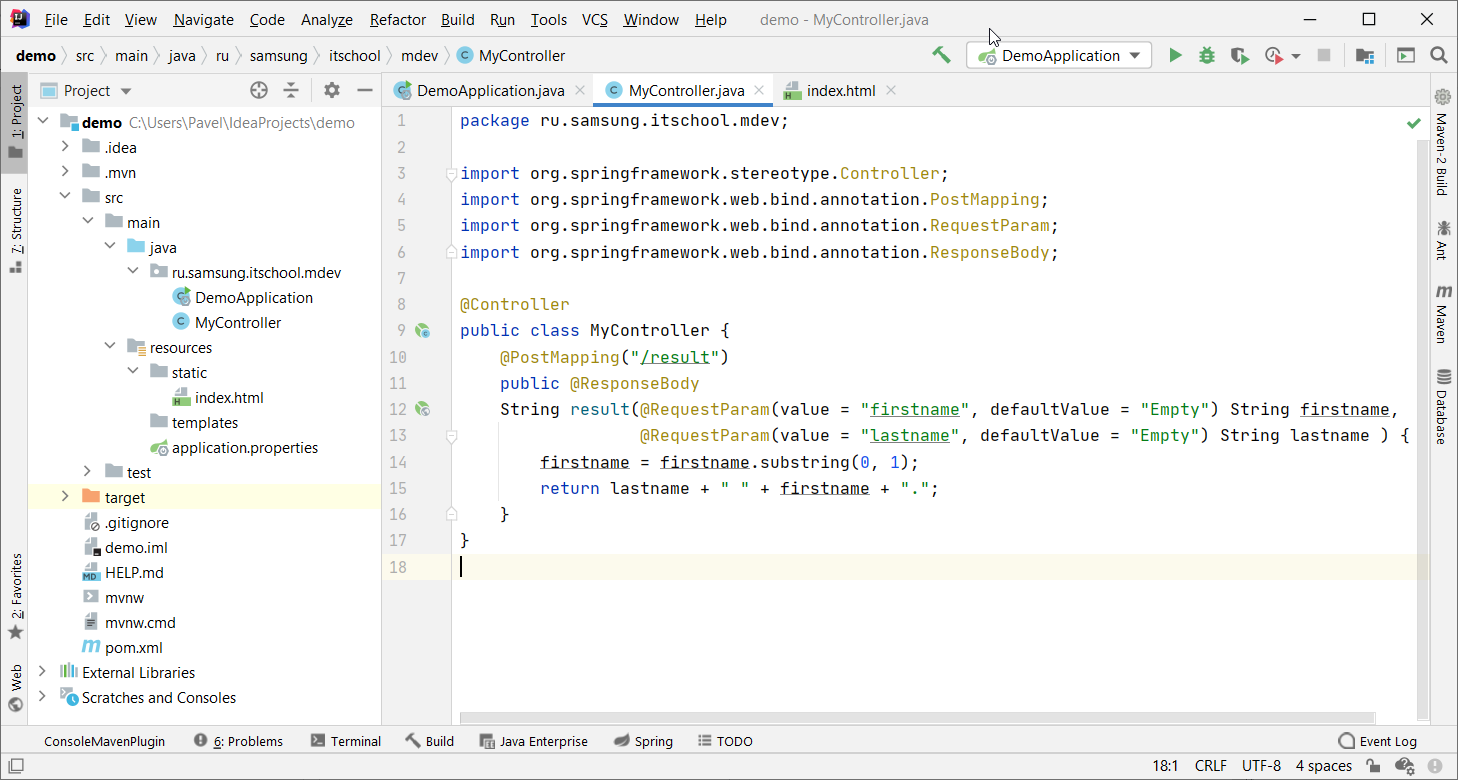 File Edit View Navigate Code Analyze Refactor Build Run Tools VCS Window Help demo - MyController.java
demo src main java ru samsung itschool mdev C MyController DemoApplication
1: Project
7: Structure
2: Favorites
Web
Project
demo C:\Users\Pavel\IdeaProjects\demo
.idea
.mvn
src
main
java
ru.samsung.itschool.mdev
DemoApplication
C MyController
resources
static
H index.html
templates
application.properties
test
target
.gitignore
demo.iml
MD HELP.md
mvnw
mvnw.cmd
m pom.xml
External Libraries
Scratches and Consoles
C DemoApplication.java C MyController.java H index.html
1 package ru.samsung.itschool.mdev;
2
3 import org.springframework.stereotype.Controller;
4 import org.springframework.web.bind.annotation.PostMapping;
5 import org.springframework.web.bind.annotation.RequestParam;
6 import org.springframework.web.bind.annotation.ResponseBody;
7
8 @Controller
9 public class MyController {
10 @PostMapping("/result")
11 public @ResponseBody
12 String result(@RequestParam(value = "firstname", defaultValue = "Empty") String firstname,
13 @RequestParam(value = "lastname", defaultValue = "Empty") String lastname ) {
14 firstname = firstname.substring(0, 1);
15 return lastname + " " + firstname + ".";
16 }
17 }
18
Maven-2 Build
Ant
m Maven
Database
ConsoleMavenPlugin 6: Problems Terminal Build Java Enterprise Spring TODO Event Log
18:1 CRLF UTF-8 4 spaces